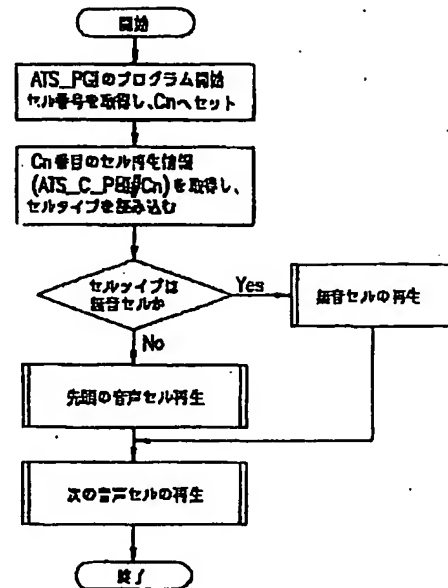 開始
ATS_PGIのプログラム開始
セル番号を取得し、Cnへセット
Cn番目のセル再生情報
(ATS_C_PBI#Cn)を取得し、
セルタイプを読み込む
セルタイプは
無音セルか
Yes
無音セルの再生
No
先頭の音声セル再生
次の音声セルの再生
終了